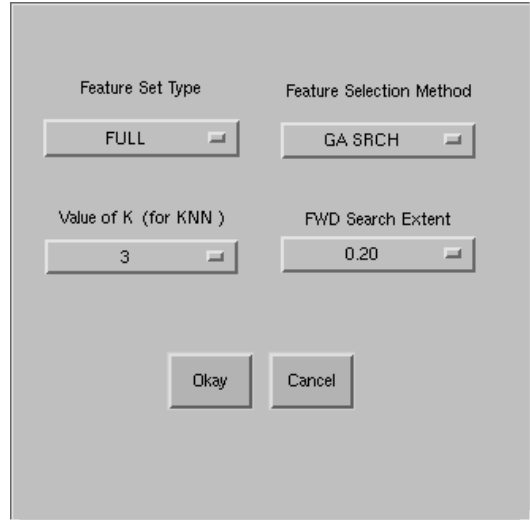 Feature Set Type
Feature Selection Method
FULL
GA SRCH
Value of K (for KNN )
FWD Search Extent
3
0.20
Okay
Cancel